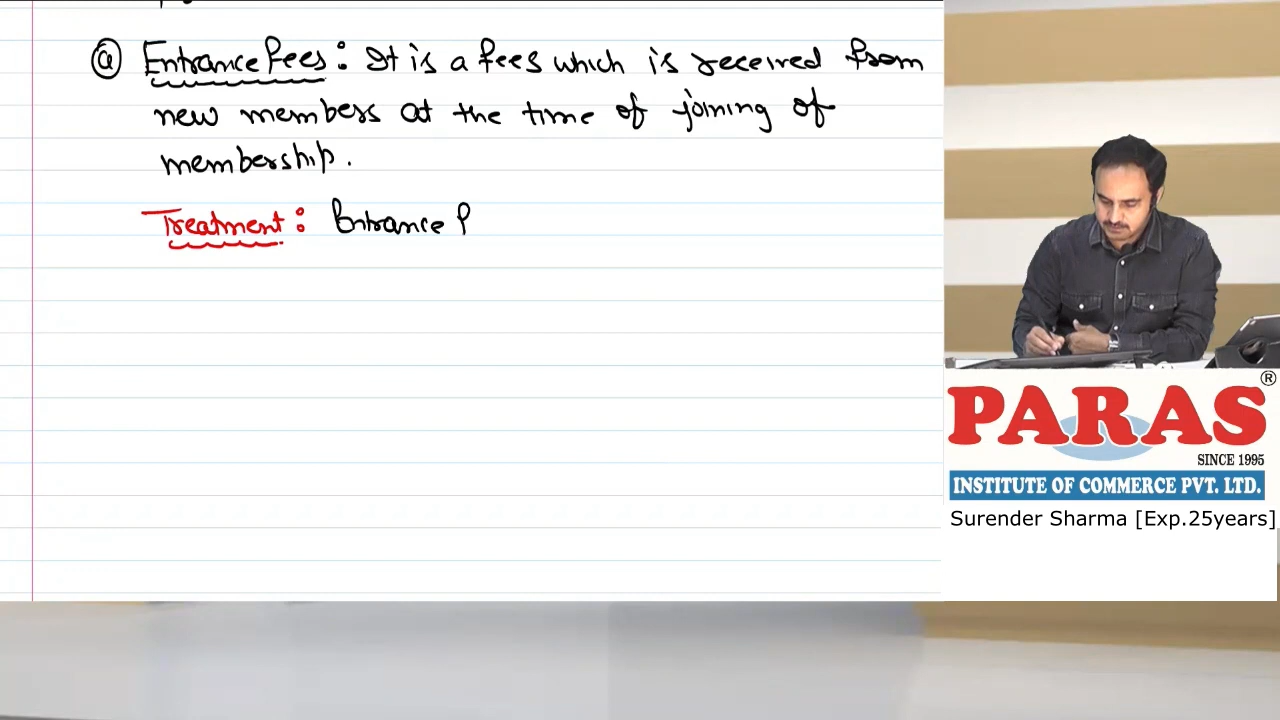 (a) Entrance fees : It is a fees which is received from
new members at the time of joining of
membership.
Treatment : Entrance f
PARAS ®
SINCE 1995
INSTITUTE OF COMMERCE PVT. LTD.
Surender Sharma [Exp.25years]